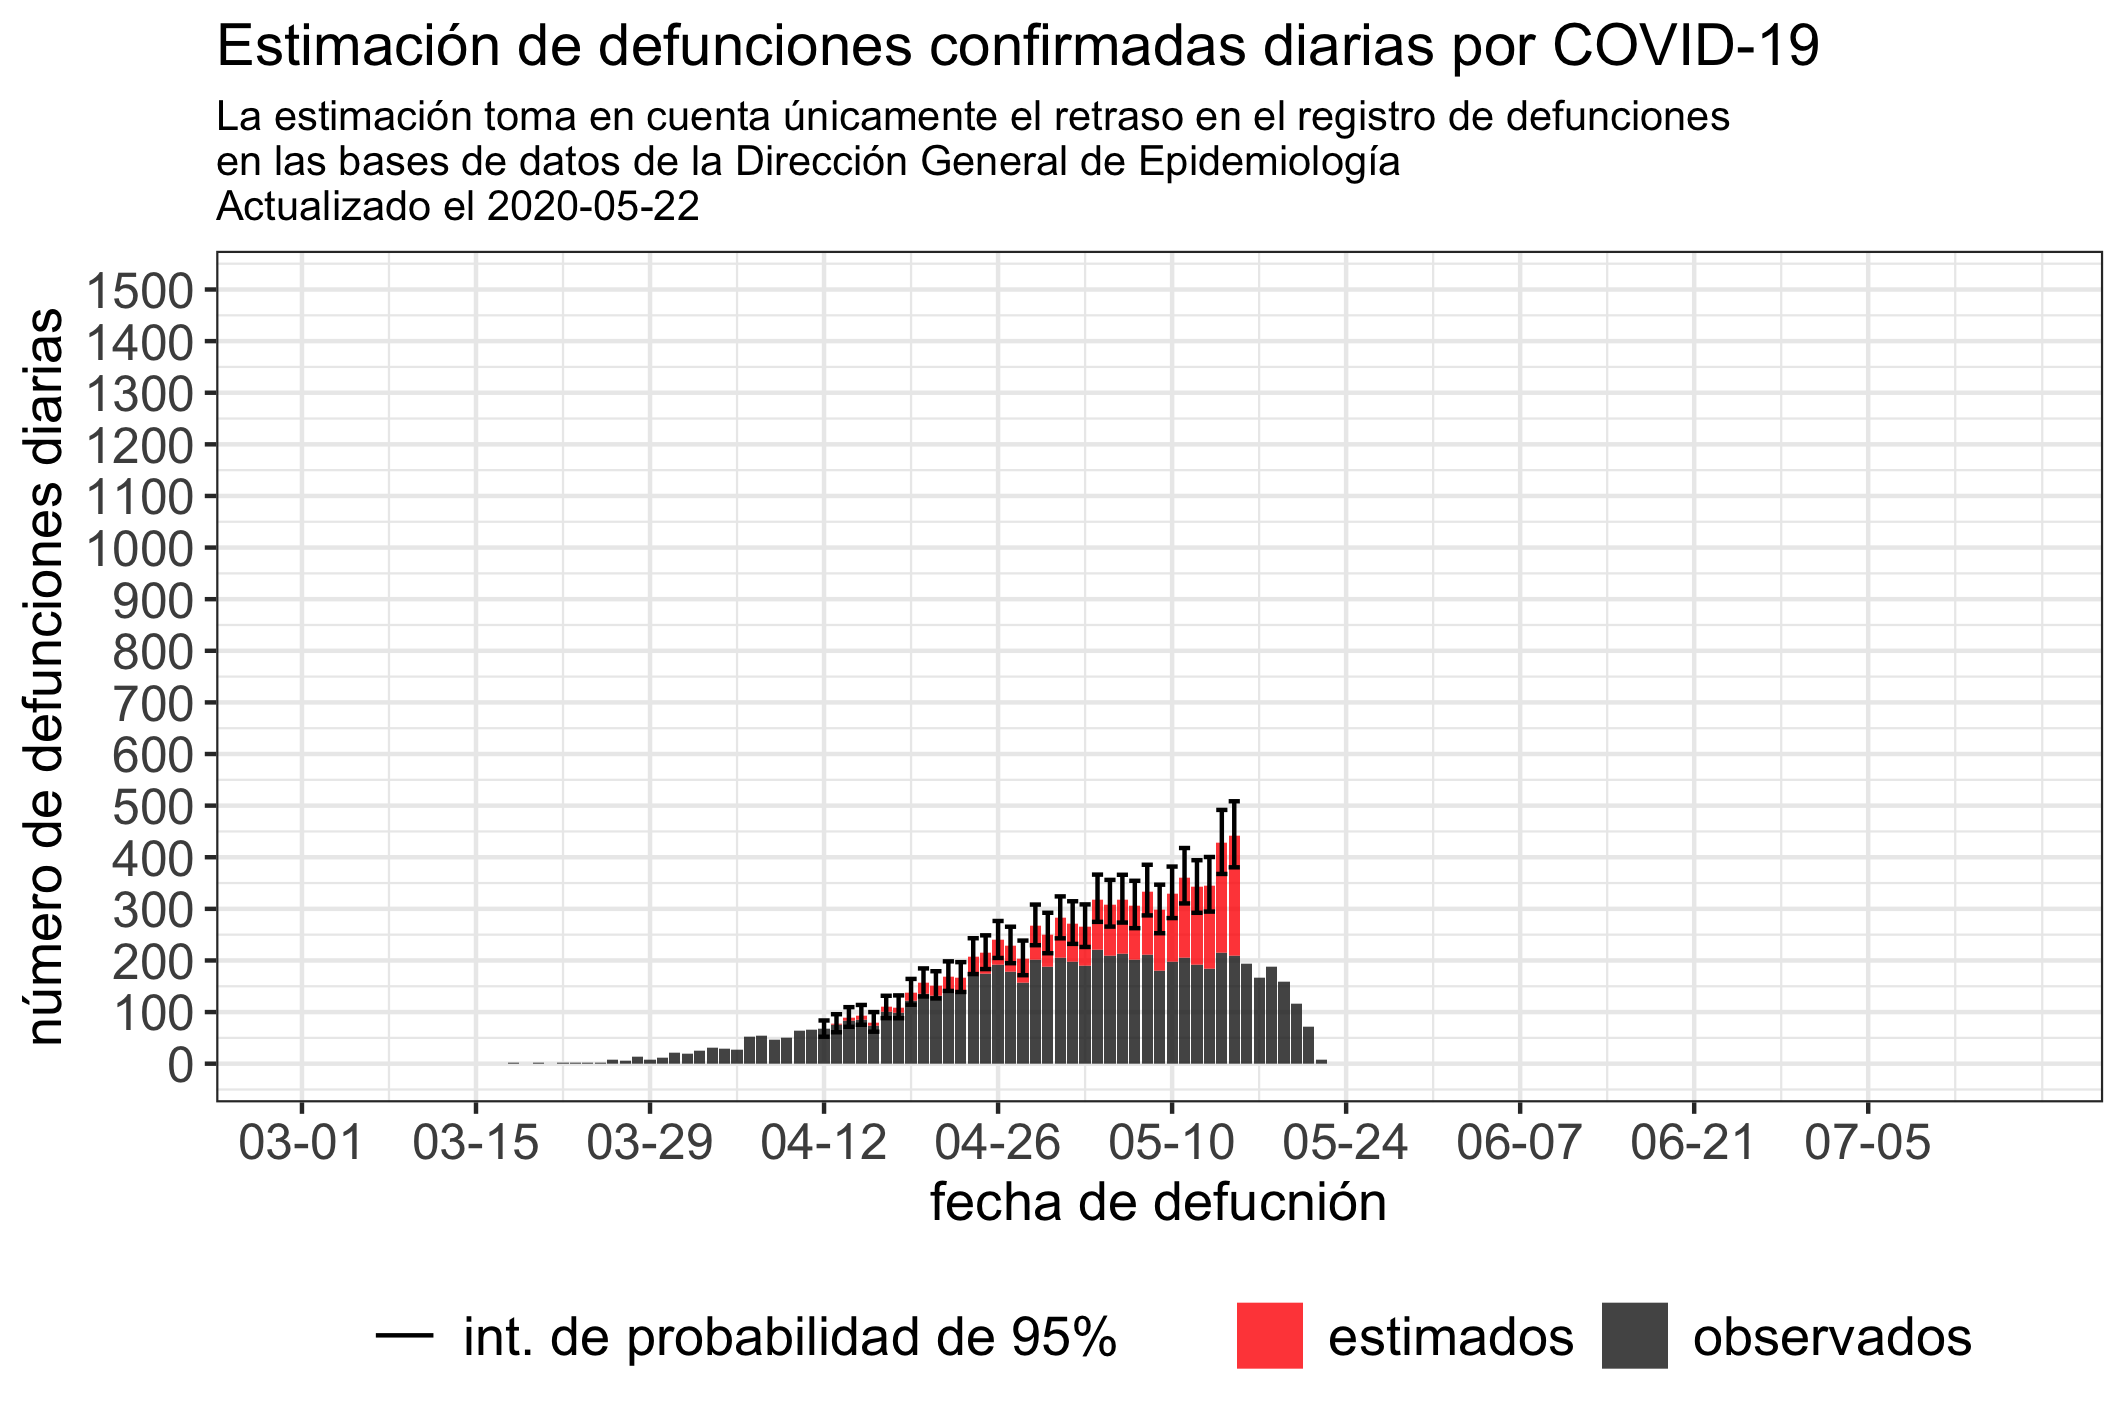 Estimación de defunciones confirmadas diarias por COVID-19
La estimación toma en cuenta únicamente el retraso en el registro de defunciones
en las bases de datos de la Dirección General de Epidemiología
Actualizado el 2020-05-22
número de defunciones diarias
1500
1400
1300
1200
1100
1000
900
800
700
600
500
400
300
200
100
0
03-01 03-15 03-29 04-12 04-26 05-10 05-24 06-07 06-21 07-05
fecha de defucnión
int. de probabilidad de 95% estimados observados